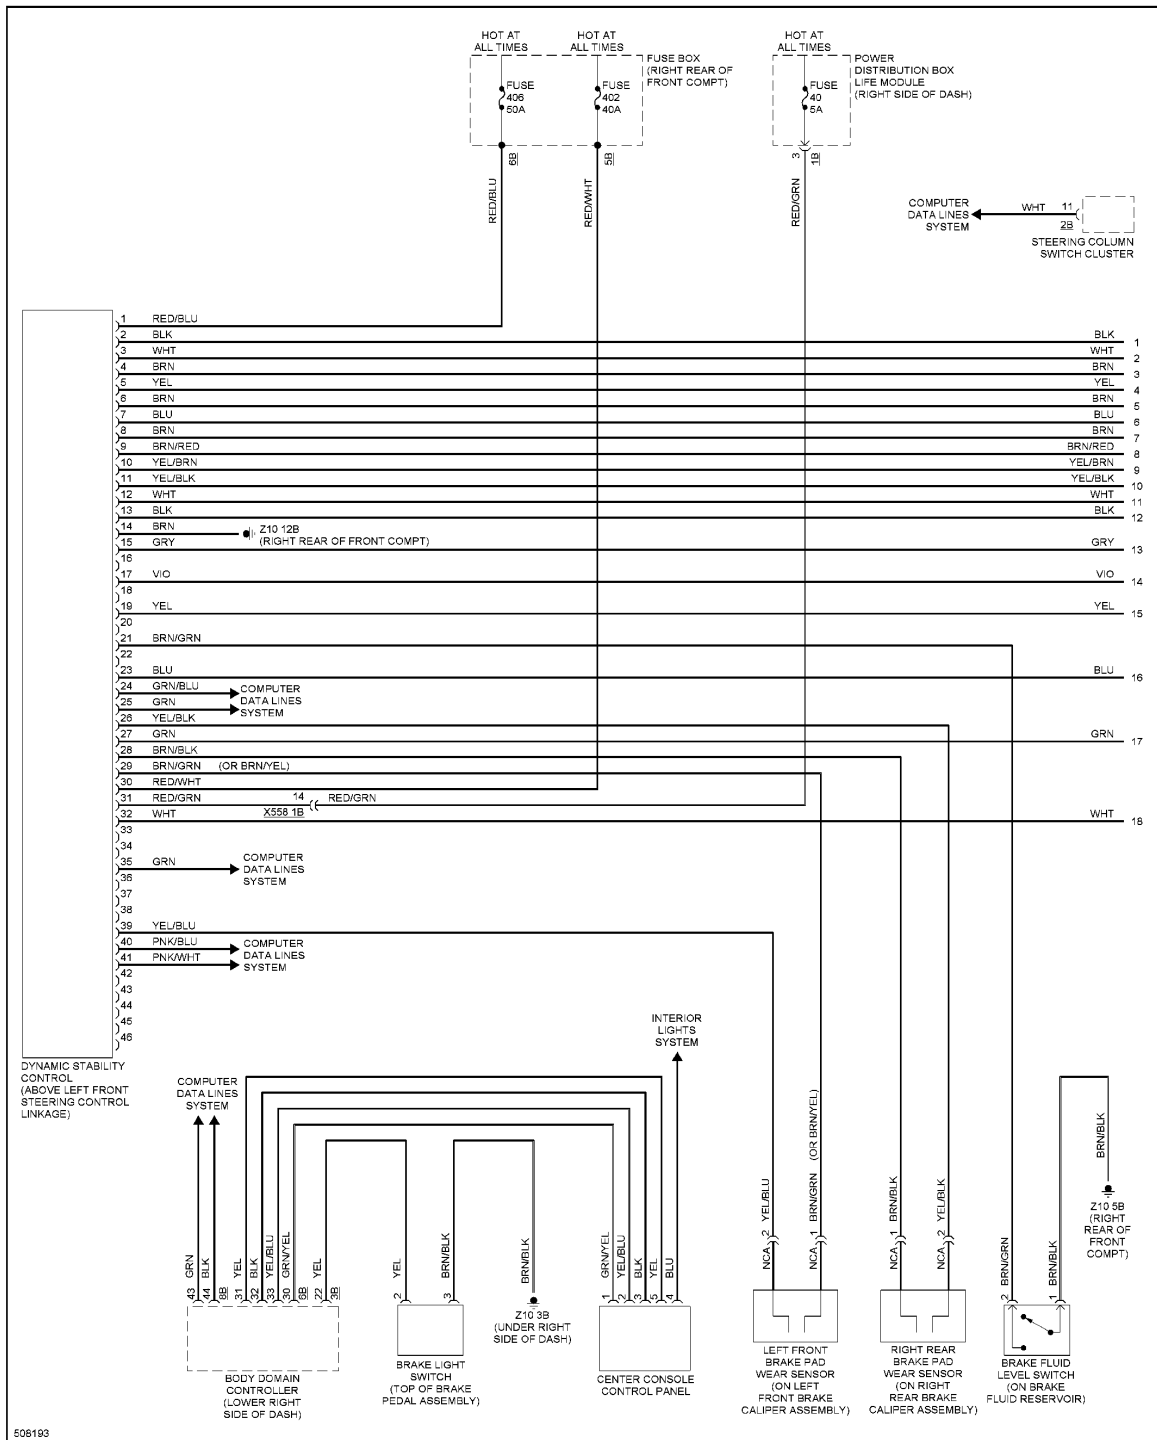 HOT AT
ALL TIMES
HOT AT
ALL TIMES
HOT AT
ALL TIMES
FUSE BOX
(RIGHT REAR OF
FRONT COMPT)
POWER
DISTRIBUTION BOX
LIFE MODULE
(RIGHT SIDE OF DASH)
FUSE
406
50A
FUSE
402
40A
FUSE
40
5A
6B
5B
3
1B
RED/BLU
RED/WHT
RED/GRN
COMPUTER
DATA LINES
SYSTEM
WHT
11
2B
STEERING COLUMN
SWITCH CLUSTER
1 RED/BLU
2 BLK BLK 1
3 WHT WHT 2
4 BRN BRN 3
5 YEL YEL 4
6 BRN BRN 5
7 BLU BLU 6
8 BRN BRN 7
9 BRN/RED BRN/RED 8
10 YEL/BRN YEL/BRN 9
11 YEL/BLK YEL/BLK 10
12 WHT WHT 11
13 BLK BLK 12
14 BRN Z10 12B
(RIGHT REAR OF FRONT COMPT)
15 GRY GRY 13
16
17 VIO VIO 14
18
19 YEL YEL 15
20
21 BRN/GRN
22
23 BLU BLU 16
24 GRN/BLU
25 GRN
COMPUTER
DATA LINES
SYSTEM
26 YEL/BLK
27 GRN GRN 17
28 BRN/BLK
29 BRN/GRN (OR BRN/YEL)
30 RED/WHT
31 RED/GRN 14 RED/GRN
X558 1B
32 WHT WHT 18
33
34
35 GRN
COMPUTER
DATA LINES
SYSTEM
36
37
38
39 YEL/BLU
40 PNK/BLU
41 PNK/WHT
COMPUTER
DATA LINES
SYSTEM
42
43
44
45
46
DYNAMIC STABILITY
CONTROL
(ABOVE LEFT FRONT
STEERING CONTROL
LINKAGE)
COMPUTER
DATA LINES
SYSTEM
INTERIOR
LIGHTS
SYSTEM
43 GRN
44 BLK
8B
31 YEL
32 BLK
33 YEL/BLU
30 GRN/YEL
6B
22 YEL
3B
BODY DOMAIN
CONTROLLER
(LOWER RIGHT
SIDE OF DASH)
2 YEL
3 BRN/BLK
BRAKE LIGHT
SWITCH
(TOP OF BRAKE
PEDAL ASSEMBLY)
BRN/BLK
Z10 3B
(UNDER RIGHT
SIDE OF DASH)
1 GRN/YEL
2 YEL/BLU
3 BLK
5 YEL
4 BLU
CENTER CONSOLE
CONTROL PANEL
NCA 2 YEL/BLU
NCA 1 BRN/GRN (OR BRN/YEL)
LEFT FRONT
BRAKE PAD
WEAR SENSOR
(ON LEFT
FRONT BRAKE
CALIPER ASSEMBLY)
NCA 1 BRN/BLK
NCA 2 YEL/BLK
RIGHT REAR
BRAKE PAD
WEAR SENSOR
(ON RIGHT
REAR BRAKE
CALIPER ASSEMBLY)
2 BRN/GRN
1 BRN/BLK
BRAKE FLUID
LEVEL SWITCH
(ON BRAKE
FLUID RESERVOIR)
BRN/BLK
Z10 5B
(RIGHT
REAR OF
FRONT
COMPT)
508193